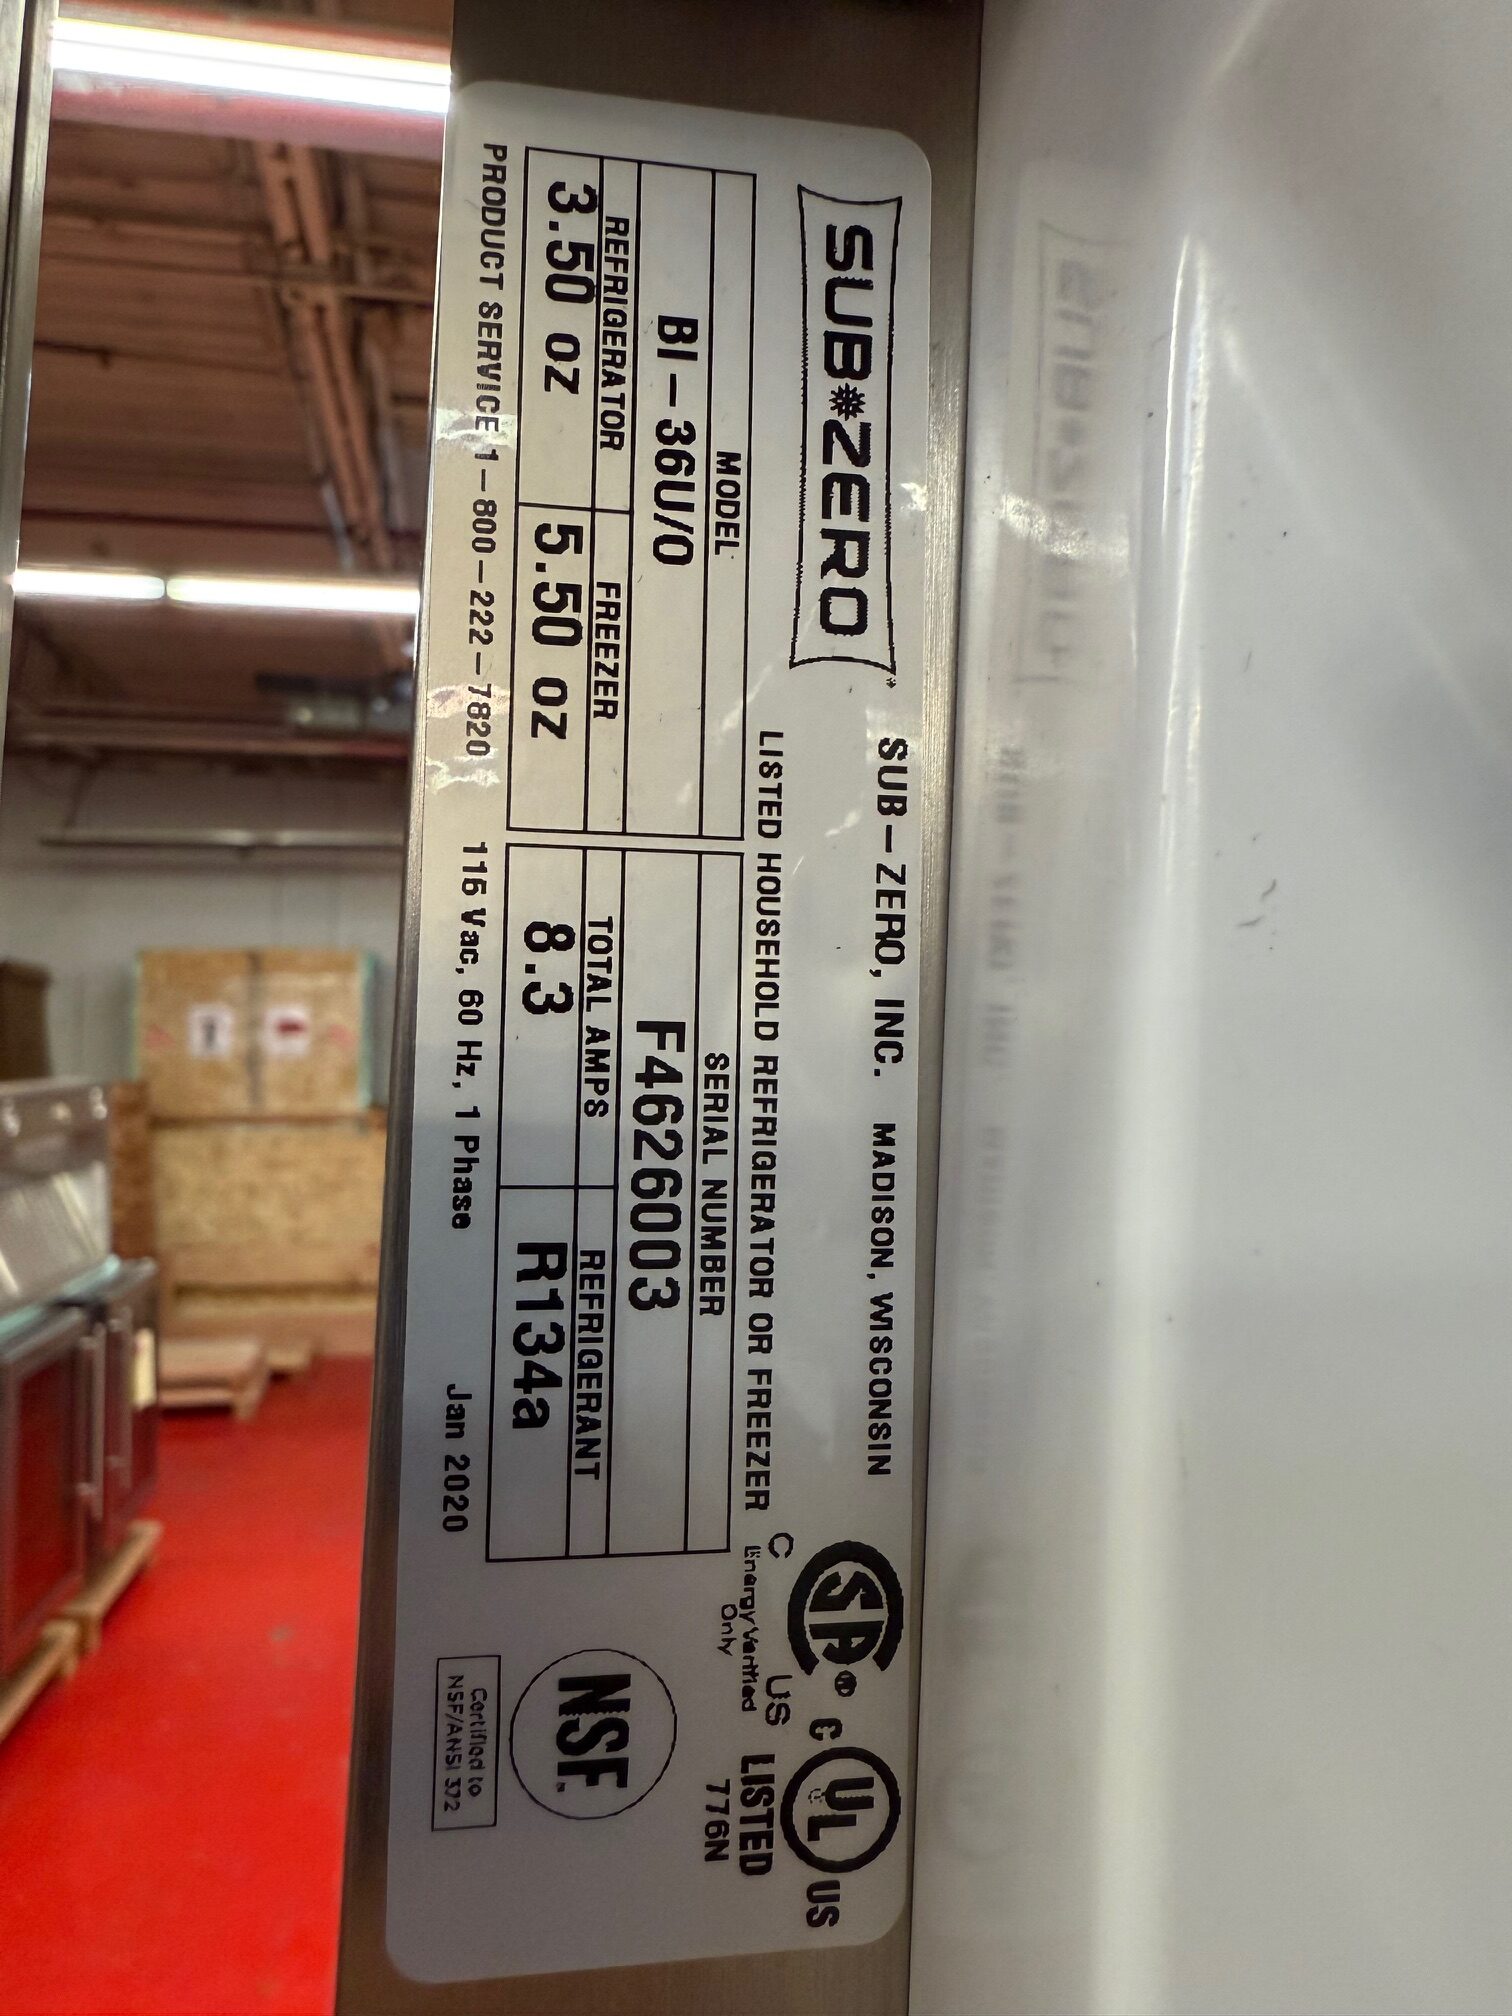 SUB ZERO
SUB-ZERO, INC. MADISON, WISCONSIN
LISTED HOUSEHOLD REFRIGERATOR OR FREEZER
MODEL
BI-36U/O
REFRIGERATOR FREEZER
3.50 oz 5.50 oz
SERIAL NUMBER
F4626003
TOTAL AMPS REFRIGERANT
8.3 R134a
PRODUCT SERVICE 1-800-222-7820 115 Vac, 60 Hz, 1 Phase Jan 2020
C SA® US
Energy Verified
Only
C UL US
LISTED
776N
NSF.
Certified to
NSF/ANSI 372